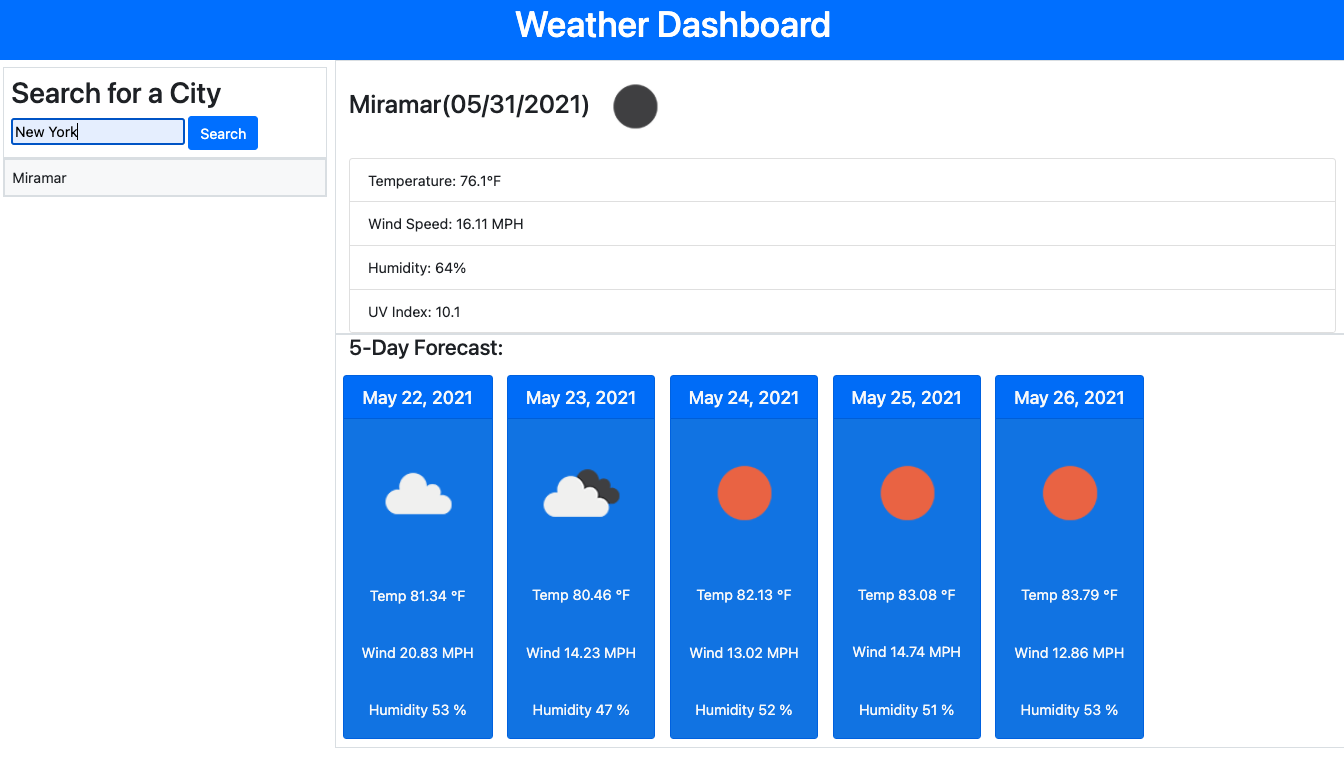 Weather Dashboard
Search for a City
New York
Search
Miramar
Miramar(05/31/2021)
Temperature: 76.1°F
Wind Speed: 16.11 MPH
Humidity: 64%
UV Index: 10.1
5-Day Forecast:
May 22, 2021
Temp 81.34 °F
Wind 20.83 MPH
Humidity 53 %
May 23, 2021
Temp 80.46 °F
Wind 14.23 MPH
Humidity 47 %
May 24, 2021
Temp 82.13 °F
Wind 13.02 MPH
Humidity 52 %
May 25, 2021
Temp 83.08 °F
Wind 14.74 MPH
Humidity 51 %
May 26, 2021
Temp 83.79 °F
Wind 12.86 MPH
Humidity 53 %